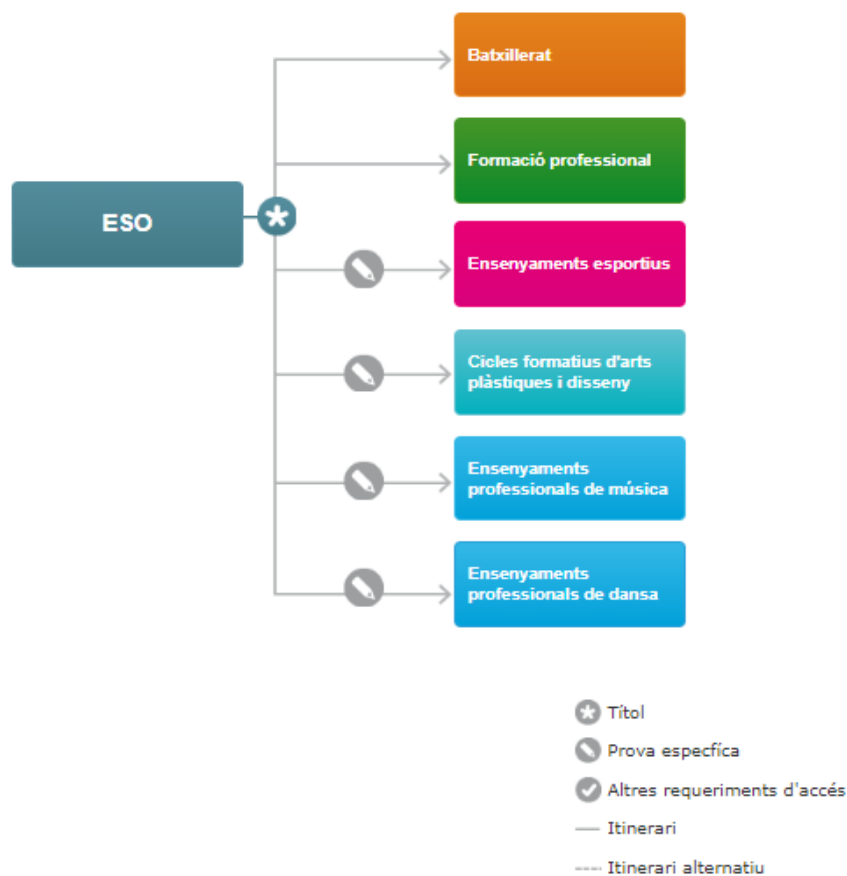 Batxillerat
Formació professional
ESO
Ensenyaments esportius
Cicles formatius d'arts
plàstiques i disseny
Ensenyaments
professionals de música
Ensenyaments
professionals de dansa
Títol
Prova especfíca
Altres requeriments d'accés
Itinerari
Itinerari alternatiu